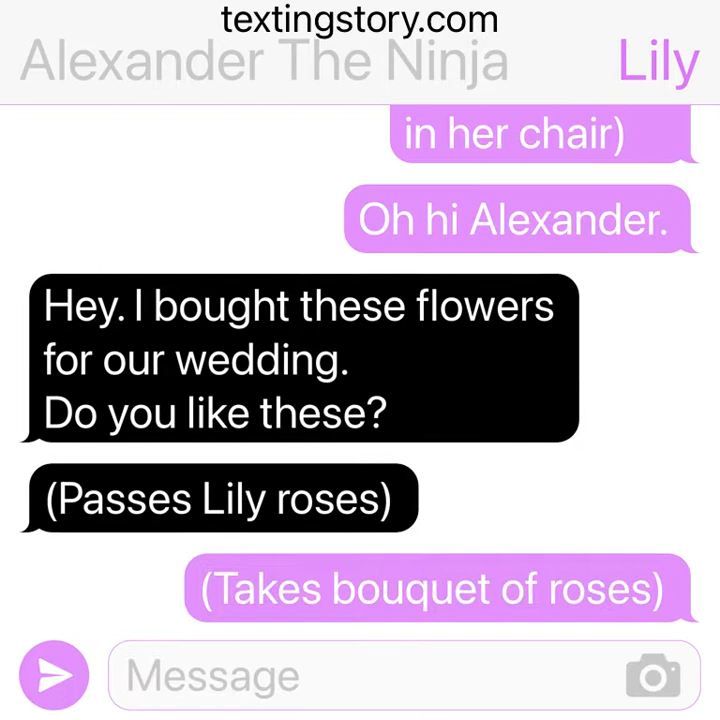 textingstory.com
Alexander The Ninja
Lily
in her chair)
Oh hi Alexander.
Hey. I bought these flowers
for our wedding.
Do you like these?
(Passes Lily roses)
(Takes bouquet of roses)
Message